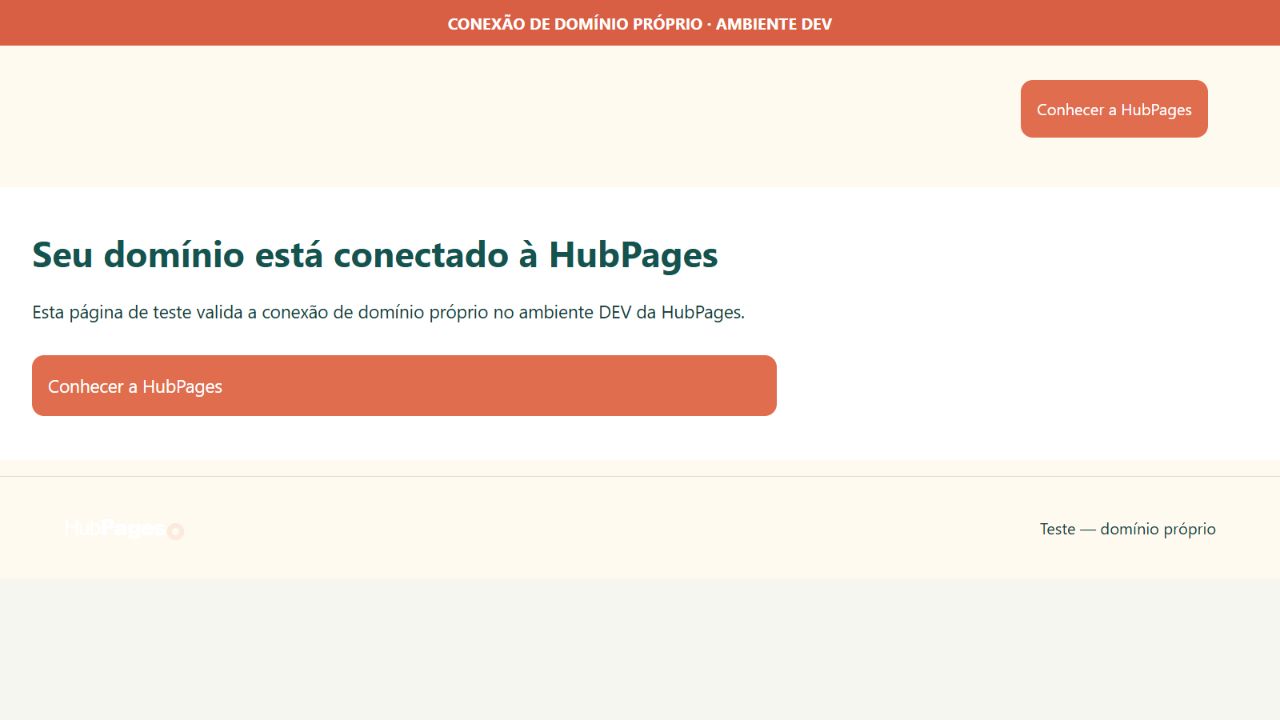 CONEXÃO DE DOMÍNIO PRÓPRIO · AMBIENTE DEV
Conhecer a HubPages
Seu domínio está conectado à HubPages
Esta página de teste valida a conexão de domínio próprio no ambiente DEV da HubPages.
Conhecer a HubPages
HubPages
Teste — domínio próprio